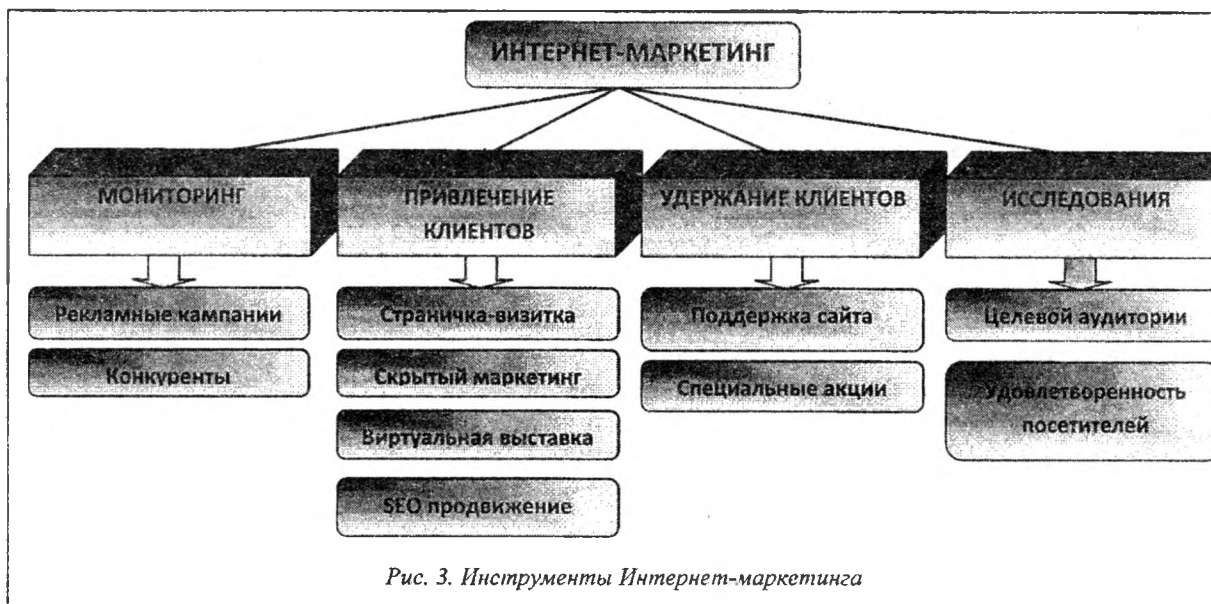 ИНТЕРНЕТ-МАРКЕТИНГ
МОНИТОРИНГ
Рекламные кампании
Конкуренты
ПРИВЛЕЧЕНИЕ
КЛИЕНТОВ
Страничка-визитка
Скрытый маркетинг
Виртуальная выставка
SEO продвижение
УДЕРЖАНИЕ КЛИЕНТОВ
Поддержка сайта
Специальные акции
ИССЛЕДОВАНИЯ
Целевой аудитории
Удовлетворенность
посетителей
Рис. 3. Инструменты Интернет-маркетинга